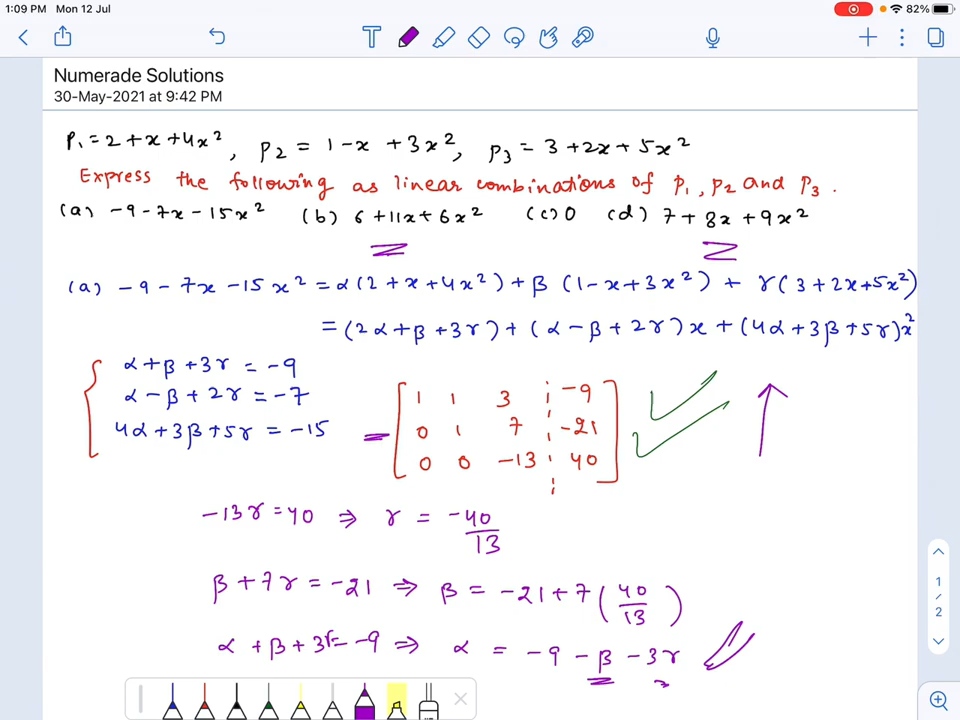 1:09 PM Mon 12 Jul 82%
T
Numerade Solutions
30-May-2021 at 9:42 PM
P₁ = 2 + x + 4x², P₂ = 1 - x + 3x², P₃ = 3 + 2x + 5x²
Express the following as linear combinations of P₁, P₂ and P₃.
(a) -9 - 7x - 15x² (b) 6 + 11x + 6x² (c) 0 (d) 7 + 8x + 9x²
(a) -9 - 7x - 15x² = α(2 + x + 4x²) + β(1 - x + 3x²) + γ(3 + 2x + 5x²)
= (2α + β + 3γ) + (α - β + 2γ)x + (4α + 3β + 5γ)x²
α + β + 3γ = -9
α - β + 2γ = -7
4α + 3β + 5γ = -15
1 1 3 -9
= 0 1 7 -21
0 0 -13 40
-13γ = 40 ⇒ γ = -40/13
β + 7γ = -21 ⇒ β = -21 + 7(40/13)
α + β + 3γ = -9 ⇒ α = -9 - β - 3γ
1
/
2